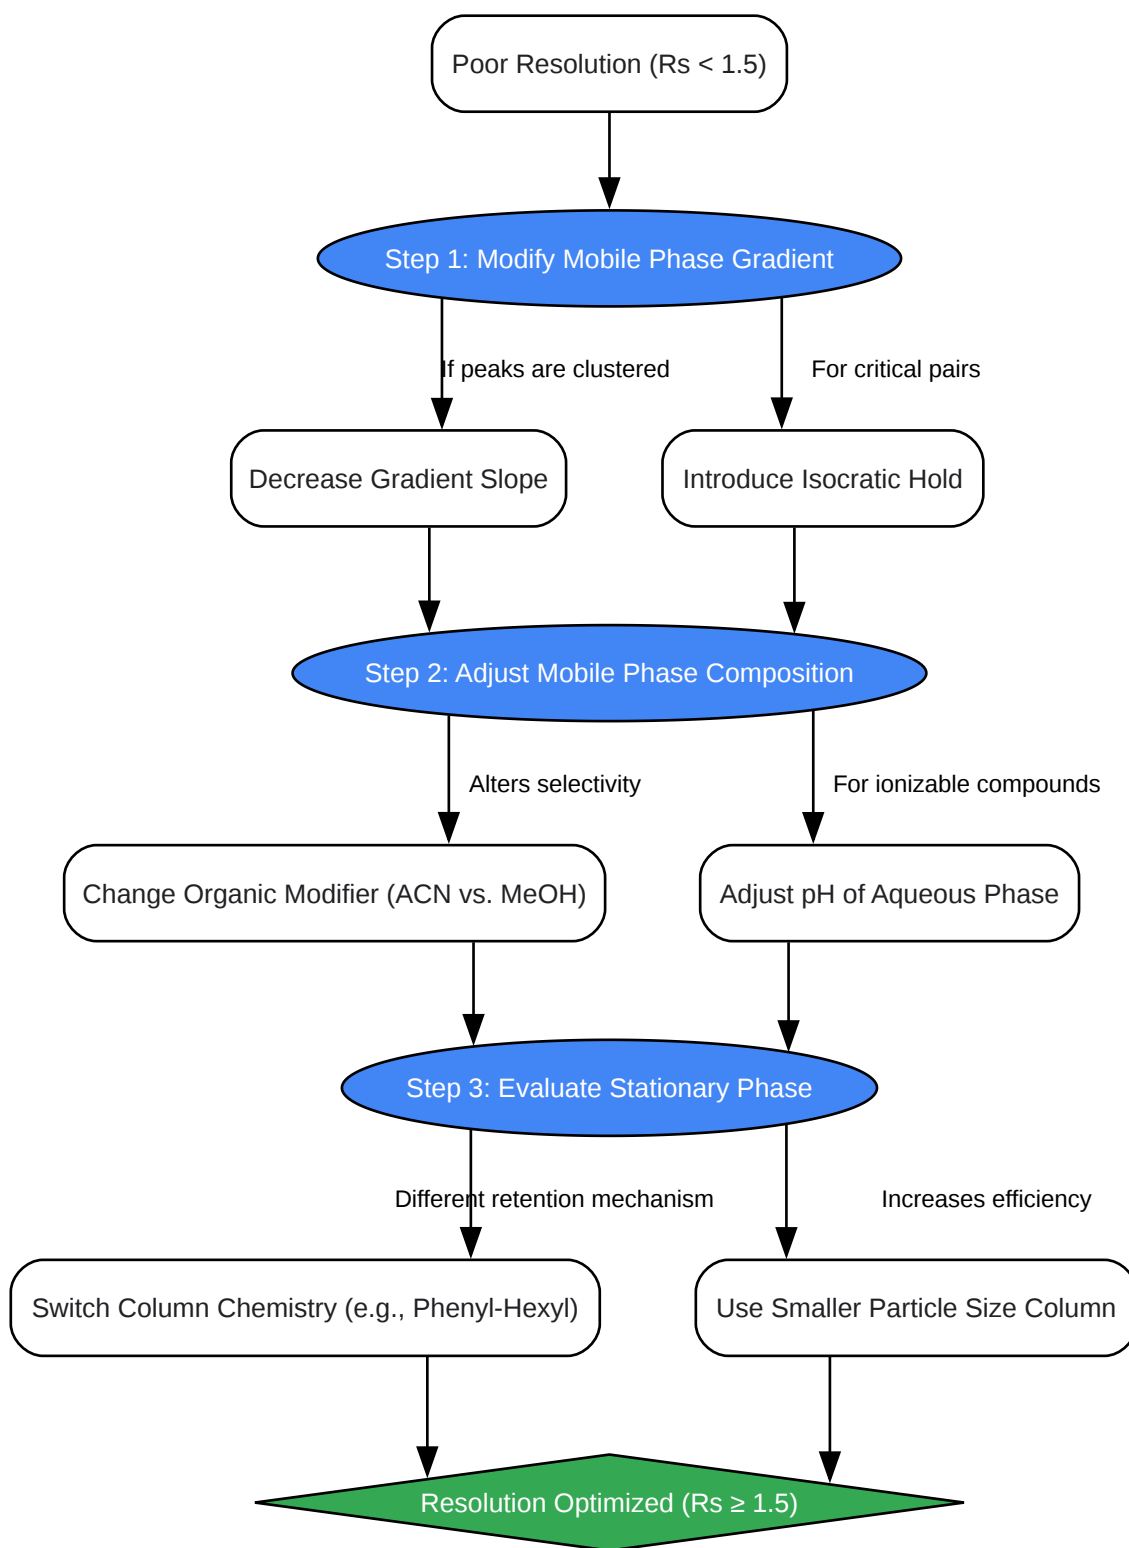 Poor Resolution (Rs < 1.5)
Step 1: Modify Mobile Phase Gradient
If peaks are clustered
For critical pairs
Decrease Gradient Slope
Introduce Isocratic Hold
Step 2: Adjust Mobile Phase Composition
Alters selectivity
For ionizable compounds
Change Organic Modifier (ACN vs. MeOH)
Adjust pH of Aqueous Phase
Step 3: Evaluate Stationary Phase
Different retention mechanism
Increases efficiency
Switch Column Chemistry (e.g., Phenyl-Hexyl)
Use Smaller Particle Size Column
Resolution Optimized (Rs ≥ 1.5)